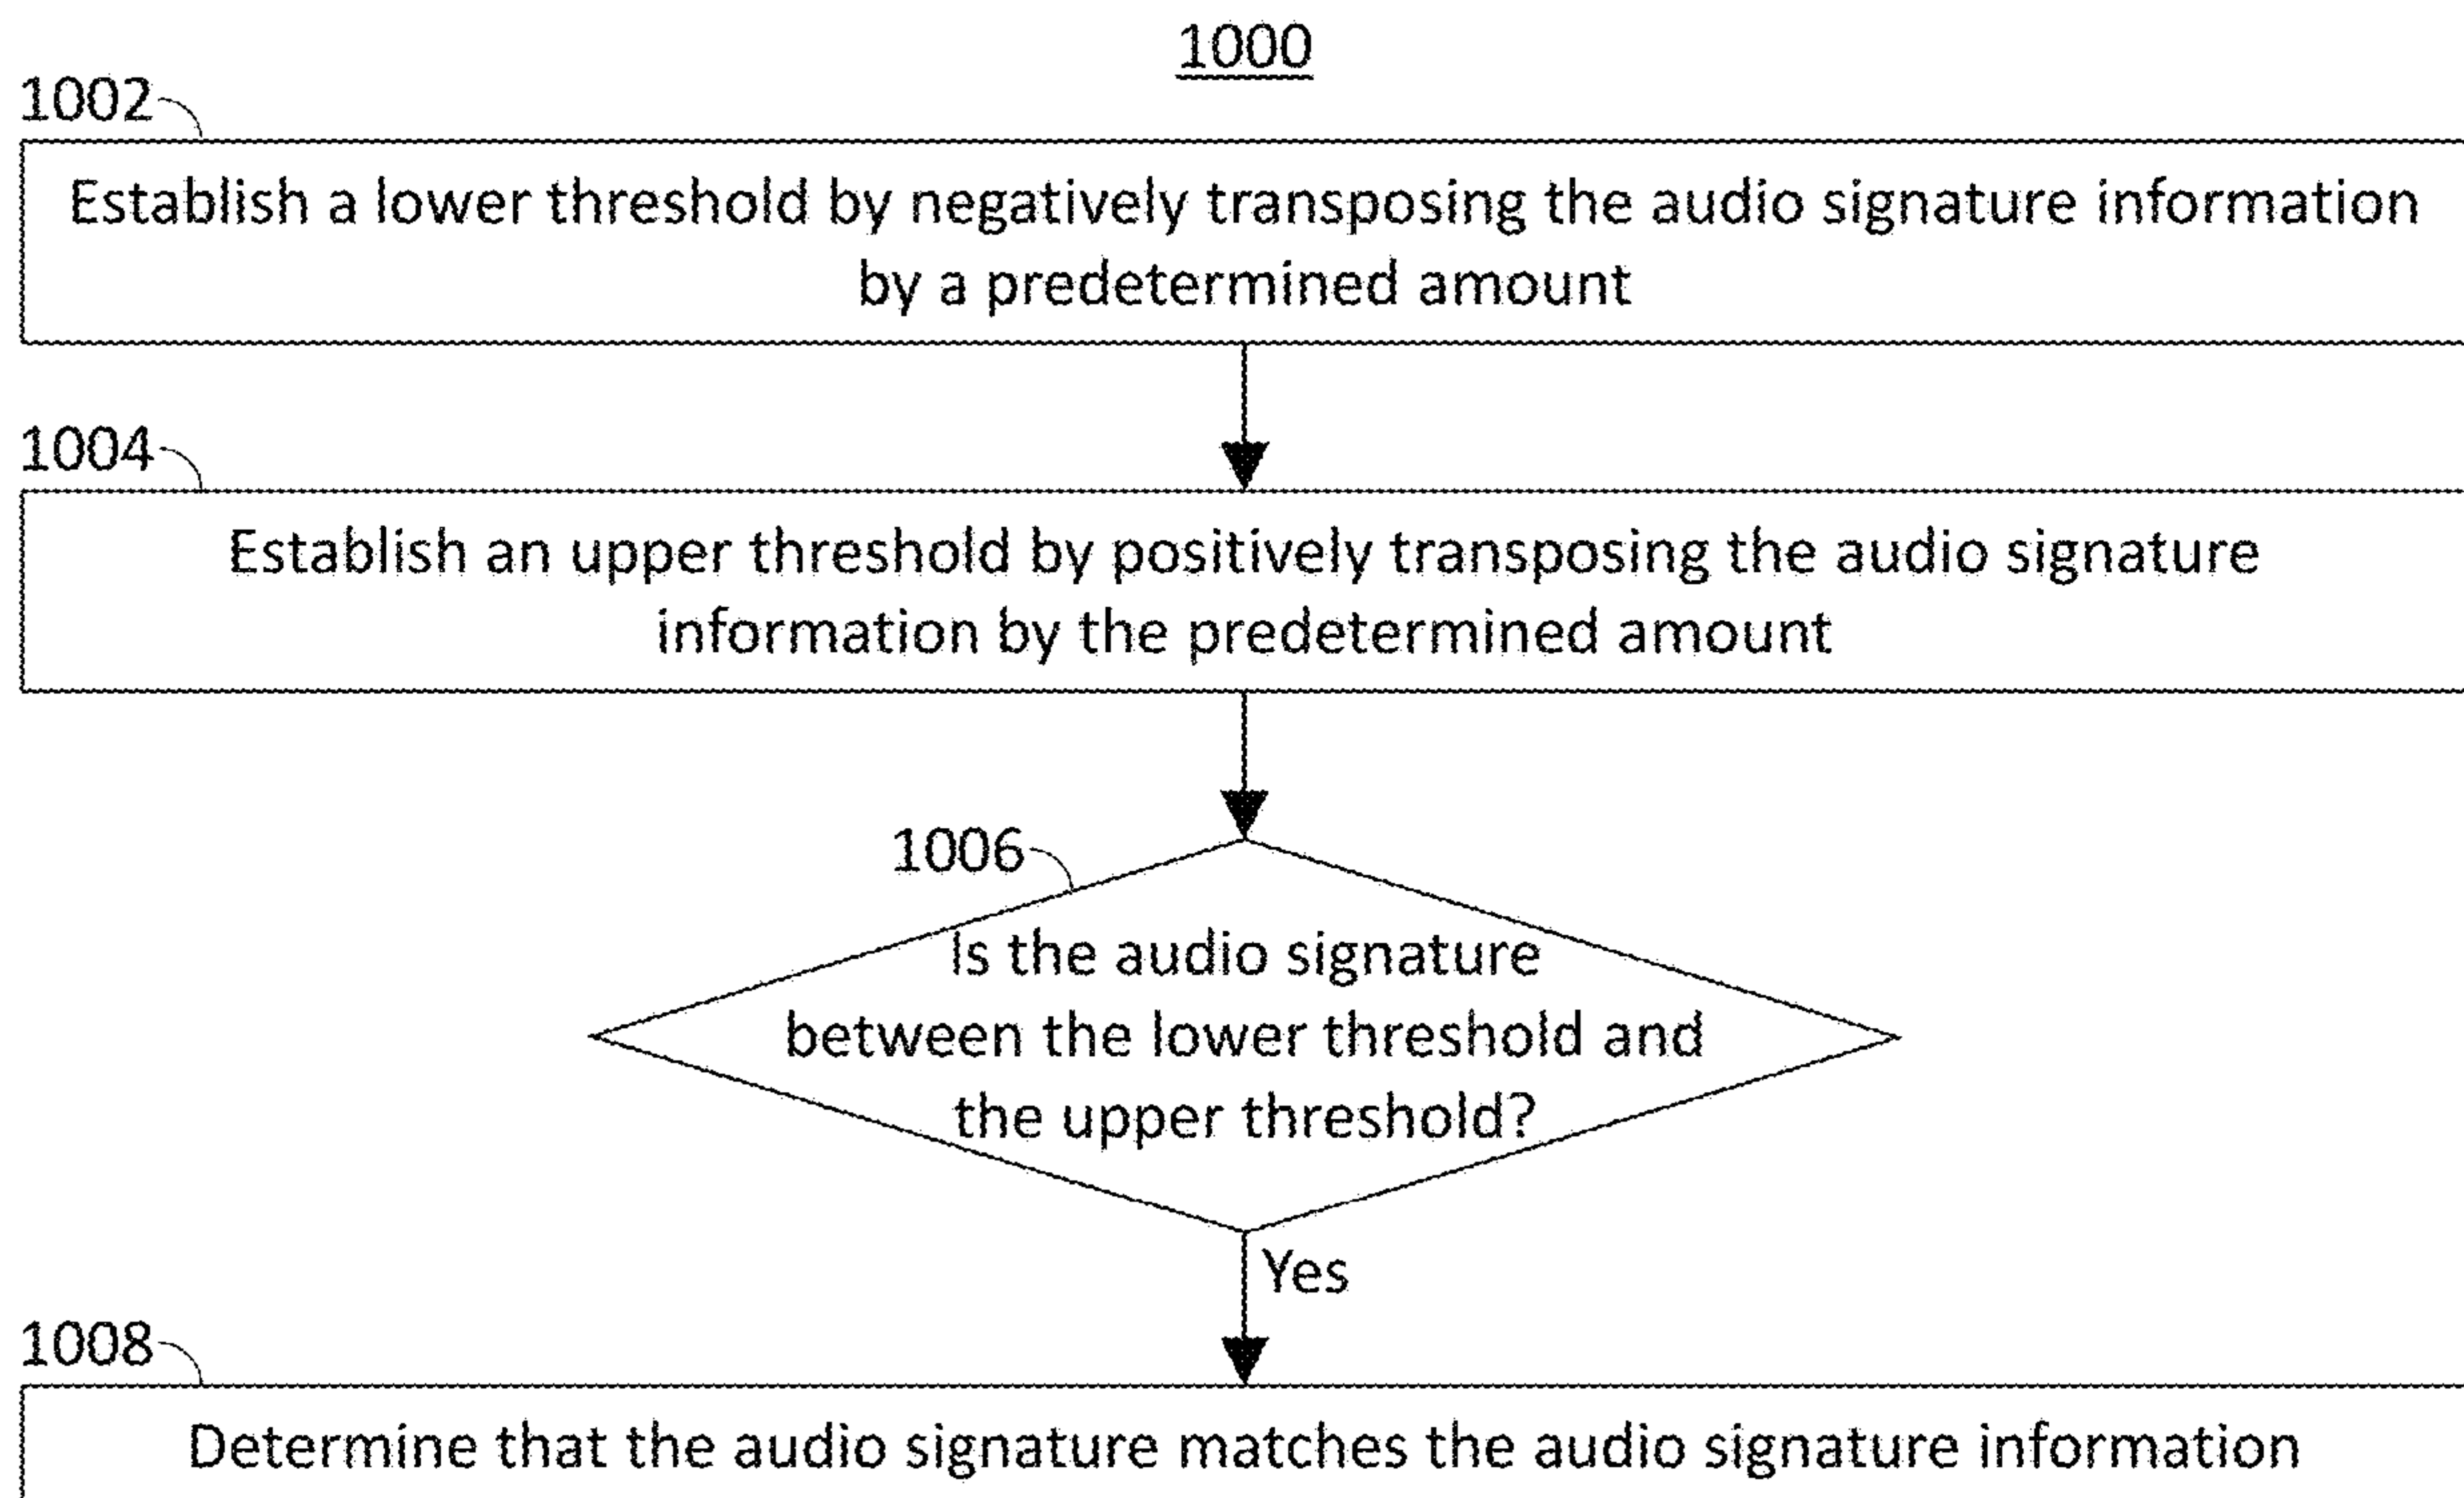 1000
1002
Establish a lower threshold by negatively transposing the audio signature information
by a predetermined amount
1004
Establish an upper threshold by positively transposing the audio signature
information by the predetermined amount
1006
Is the audio signature
between the lower threshold and
the upper threshold?
Yes
1008
Determine that the audio signature matches the audio signature information